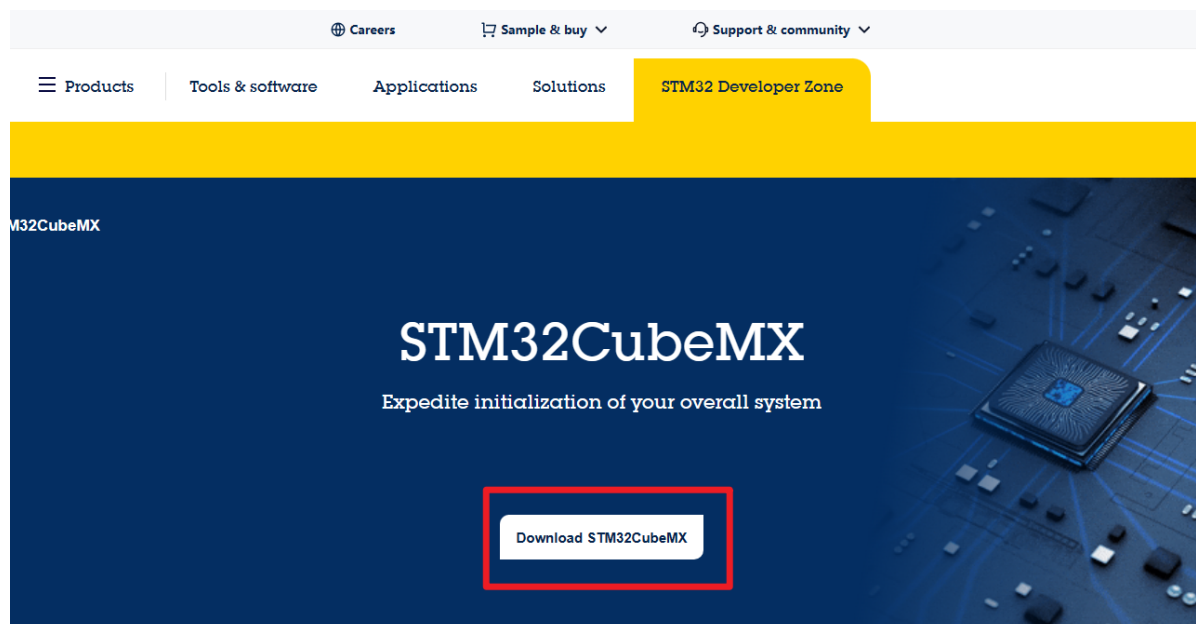 Careers Sample & buy Support & community
Products Tools & software Applications Solutions STM32 Developer Zone
M32CubeMX
STM32CubeMX
Expedite initialization of your overall system
Download STM32CubeMX